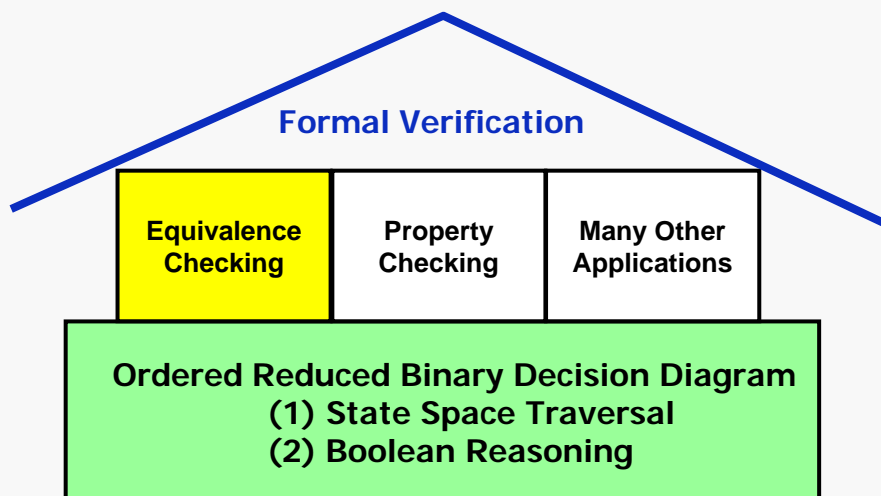 Formal Verification
Equivalence
Checking
Property
Checking
Many Other
Applications
Ordered Reduced Binary Decision Diagram
(1) State Space Traversal
(2) Boolean Reasoning